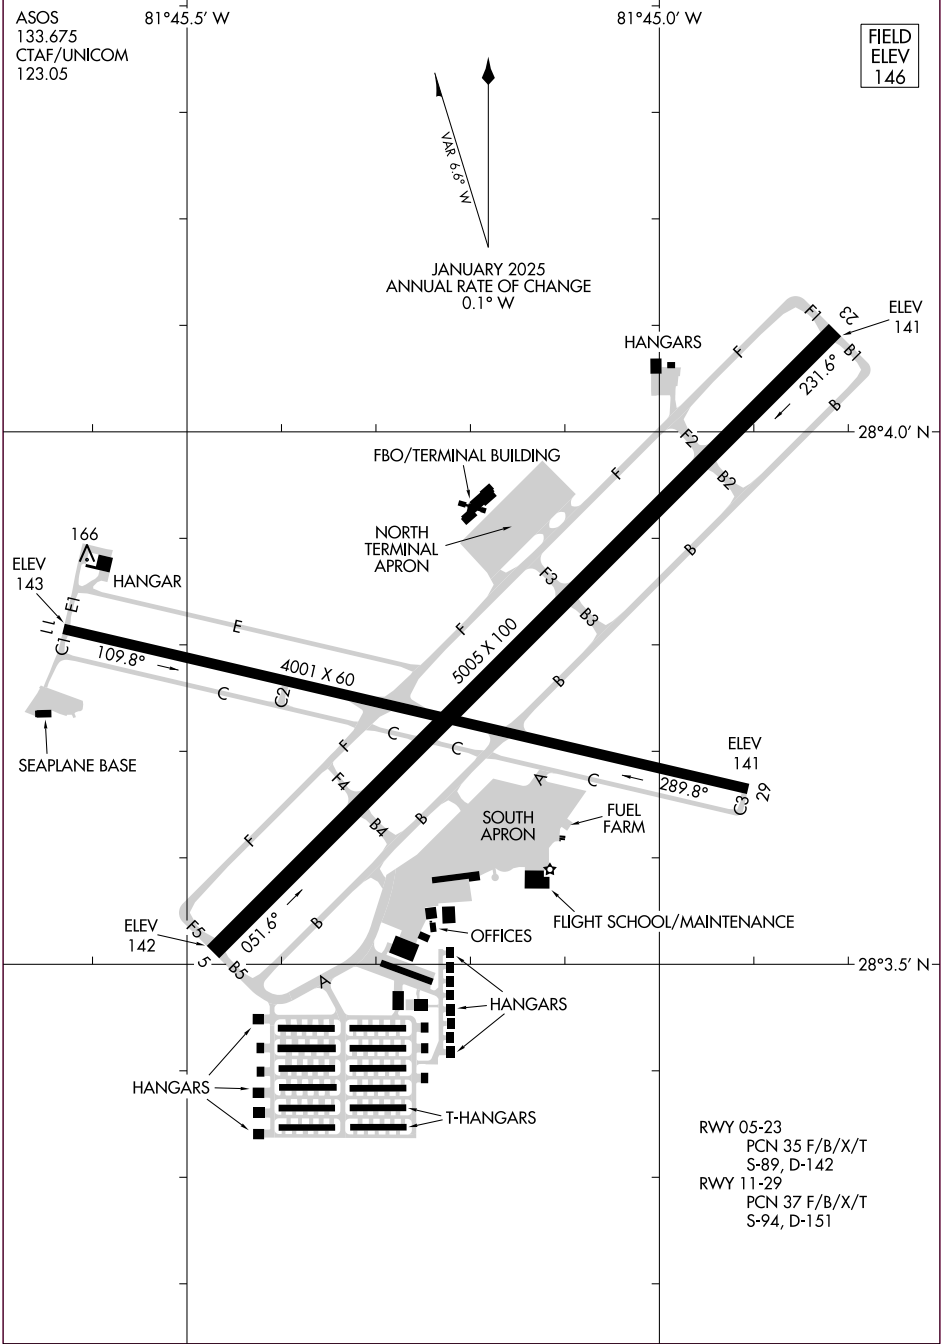 ASOS
133.675
CTAF/UNICOM
123.05
81°45.5' W
81°45.0' W
FIELD
ELEV
146
VAR 6.6° W
JANUARY 2025
ANNUAL RATE OF CHANGE
0.1° W
F1
23
ELEV
141
HANGARS
F
B1
231.6°
B
28°4.0' N
F2
FBO/TERMINAL BUILDING
F
B2
166
NORTH
TERMINAL
APRON
B
ELEV
143
HANGAR
F3
E1
B3
11
E
F
C1
109.8°
5005 X 100
4001 X 60
B
C
C2
C
C
F
ELEV
141
SEAPLANE BASE
F4
A
C
289.8°
29
C3
SOUTH
APRON
FUEL
FARM
B
B4
F
FLIGHT SCHOOL/MAINTENANCE
ELEV
142
F5
051.6°
B
OFFICES
5
B5
28°3.5' N
A
HANGARS
HANGARS
T-HANGARS
RWY 05-23
PCN 35 F/B/X/T
S-89, D-142
RWY 11-29
PCN 37 F/B/X/T
S-94, D-151